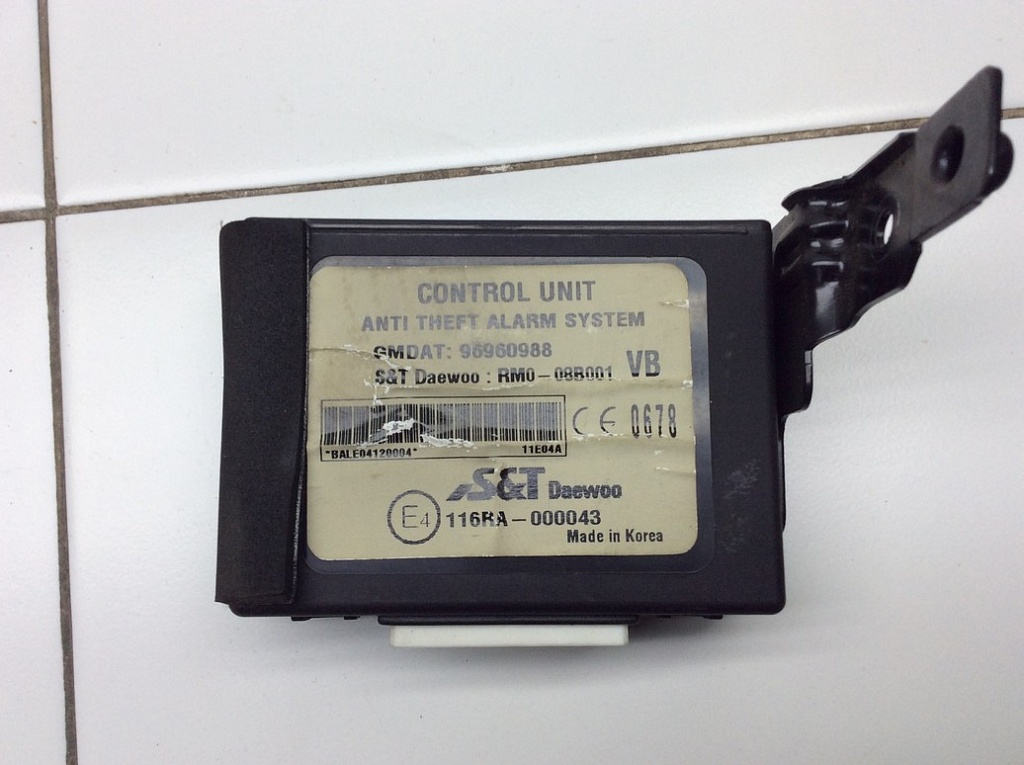 CONTROL UNIT
ANTI THEFT ALARM SYSTEM
GMDAT: 96960988
S&T Daewoo : RM0-08B001 VB
CE 0678
*BALE04120004* 11E04A
S&T Daewoo
E4 116RA-000043
Made in Korea